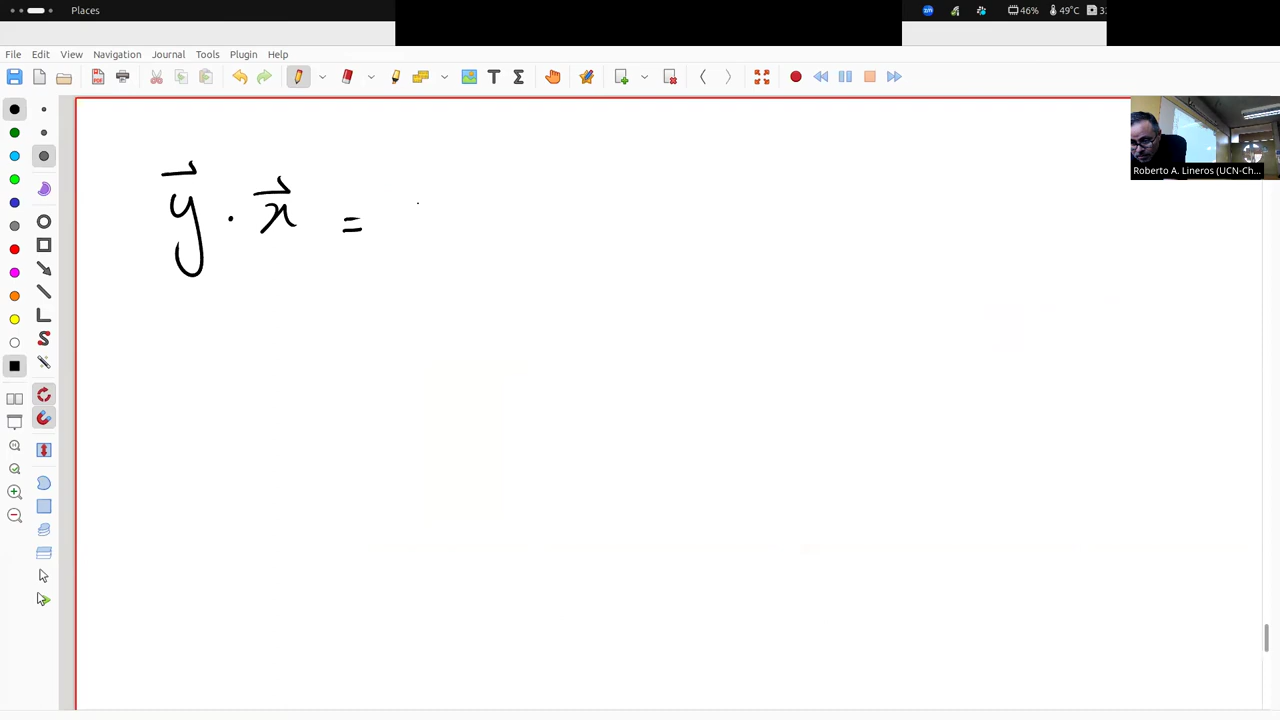 Places
46% 49°C
File Edit View Navigation Journal Tools Plugin Help
Roberto A. Lineros (UCN-Ch...
y⃗ · x⃗ =